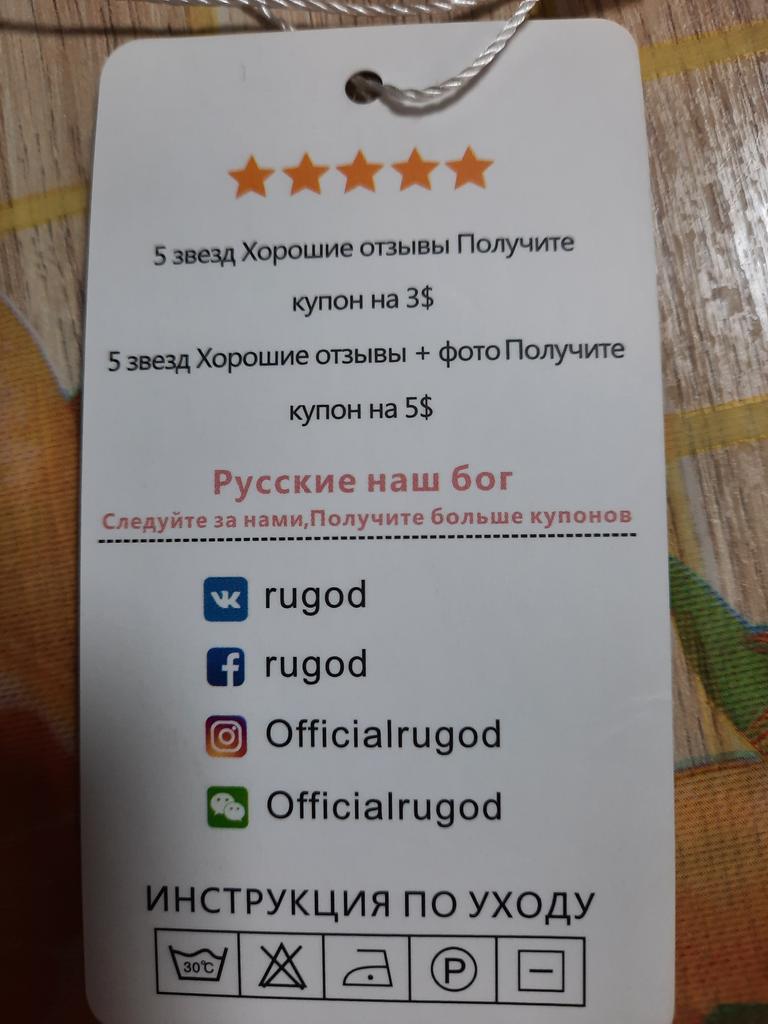 5 звезд Хорошие отзывы Получите
купон на 3$
5 звезд Хорошие отзывы + фото Получите
купон на 5$
Русские наш бог
Следуйте за нами,Получите больше купонов
rugod
rugod
Officialrugod
Officialrugod
ИНСТРУКЦИЯ ПО УХОДУ
30°C P